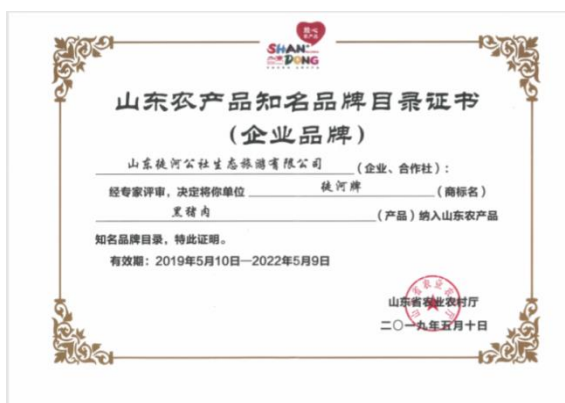 放心
农产品
SHAN
DONG
山东农产品知名品牌目录证书
(企业品牌)
山东徒河公社生态旅游有限公司 (企业、合作社):
经专家评审,决定将你单位 徒河牌 (商标名)
黑猪肉 (产品)纳入山东农产品
知名品牌目录,特此证明。
有效期:2019年5月10日—2022年5月9日
山东省农业农村厅
二〇一九年五月十日